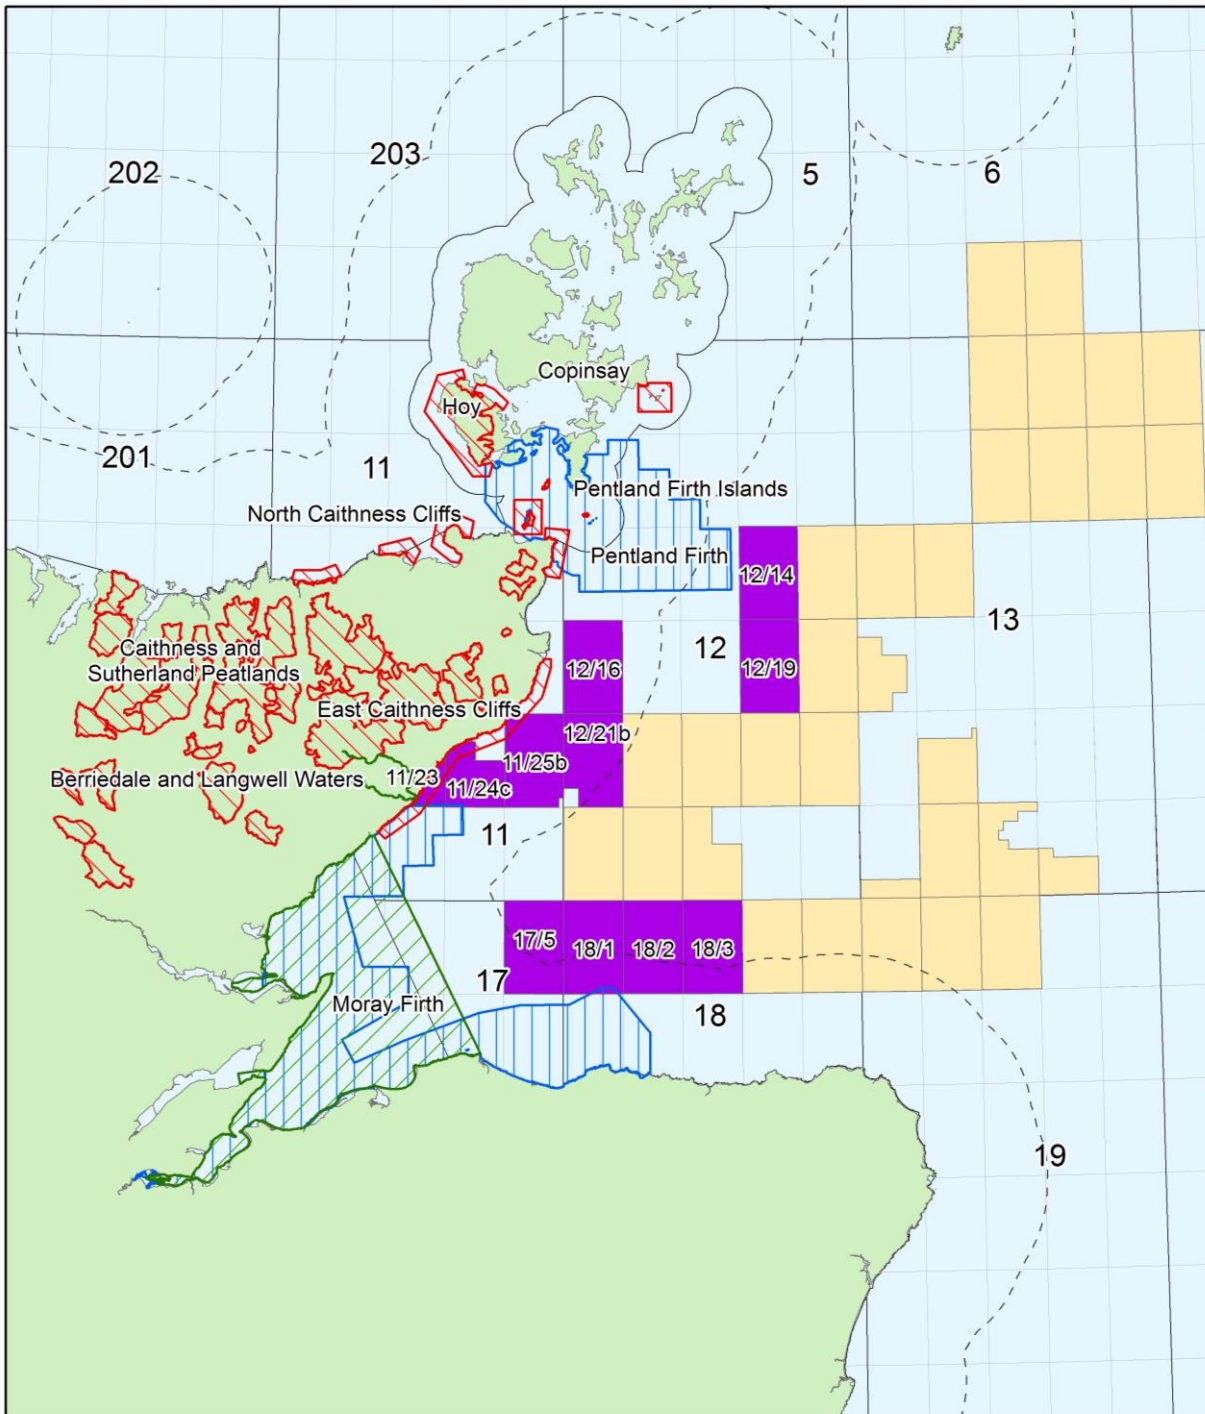 203
202
5
6
Copinsay
Hoy
201
11
Pentland Firth Islands
North Caithness Cliffs
Pentland Firth
12/14
13
Caithness and
Sutherland Peatlands
12
12/16
12/19
East Caithness Cliffs
12/21b
11/25b
Berriedale and Langwell Waters
11/23
11/24c
11
17/5
18/1
18/2
18/3
17
Moray Firth
18
19